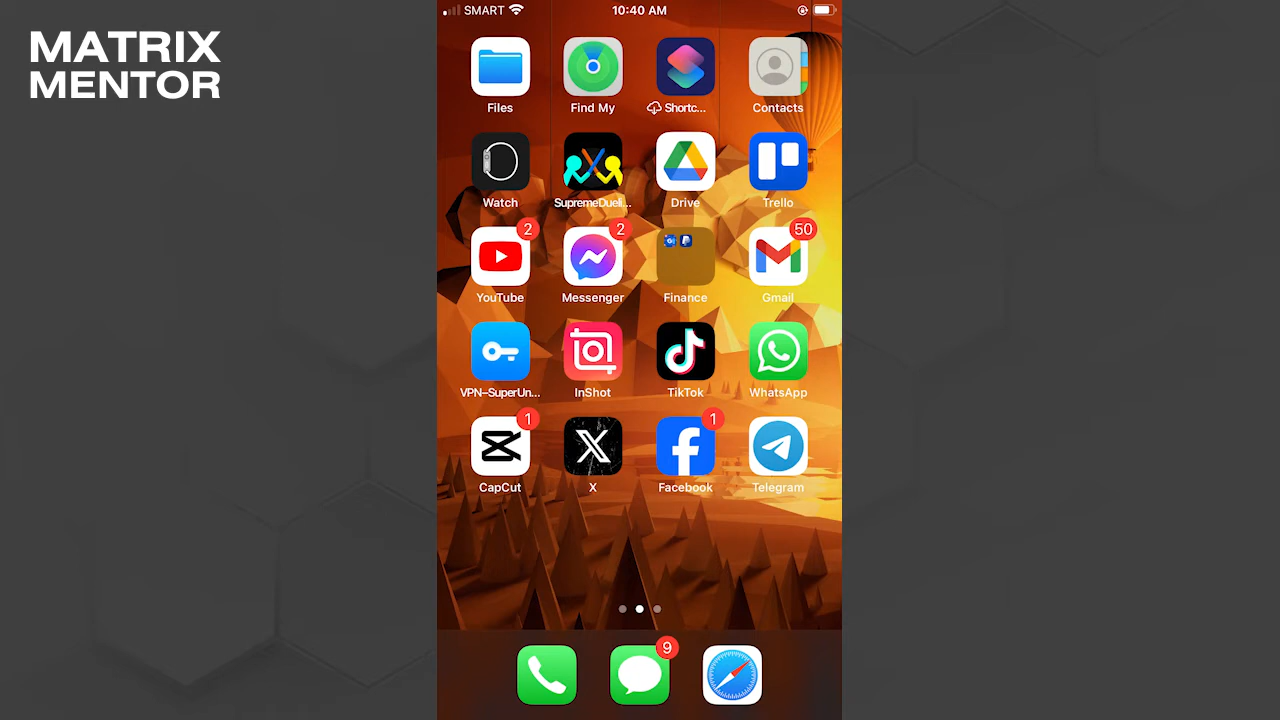 MATRIX
MENTOR
SMART 10:40 AM
Files Find My Shortc... Contacts
Watch SupremeDueli... Drive Trello
2 2 50
YouTube Messenger Finance Gmail
VPN–SuperUn... InShot TikTok WhatsApp
1 1
CapCut X Facebook Telegram
9